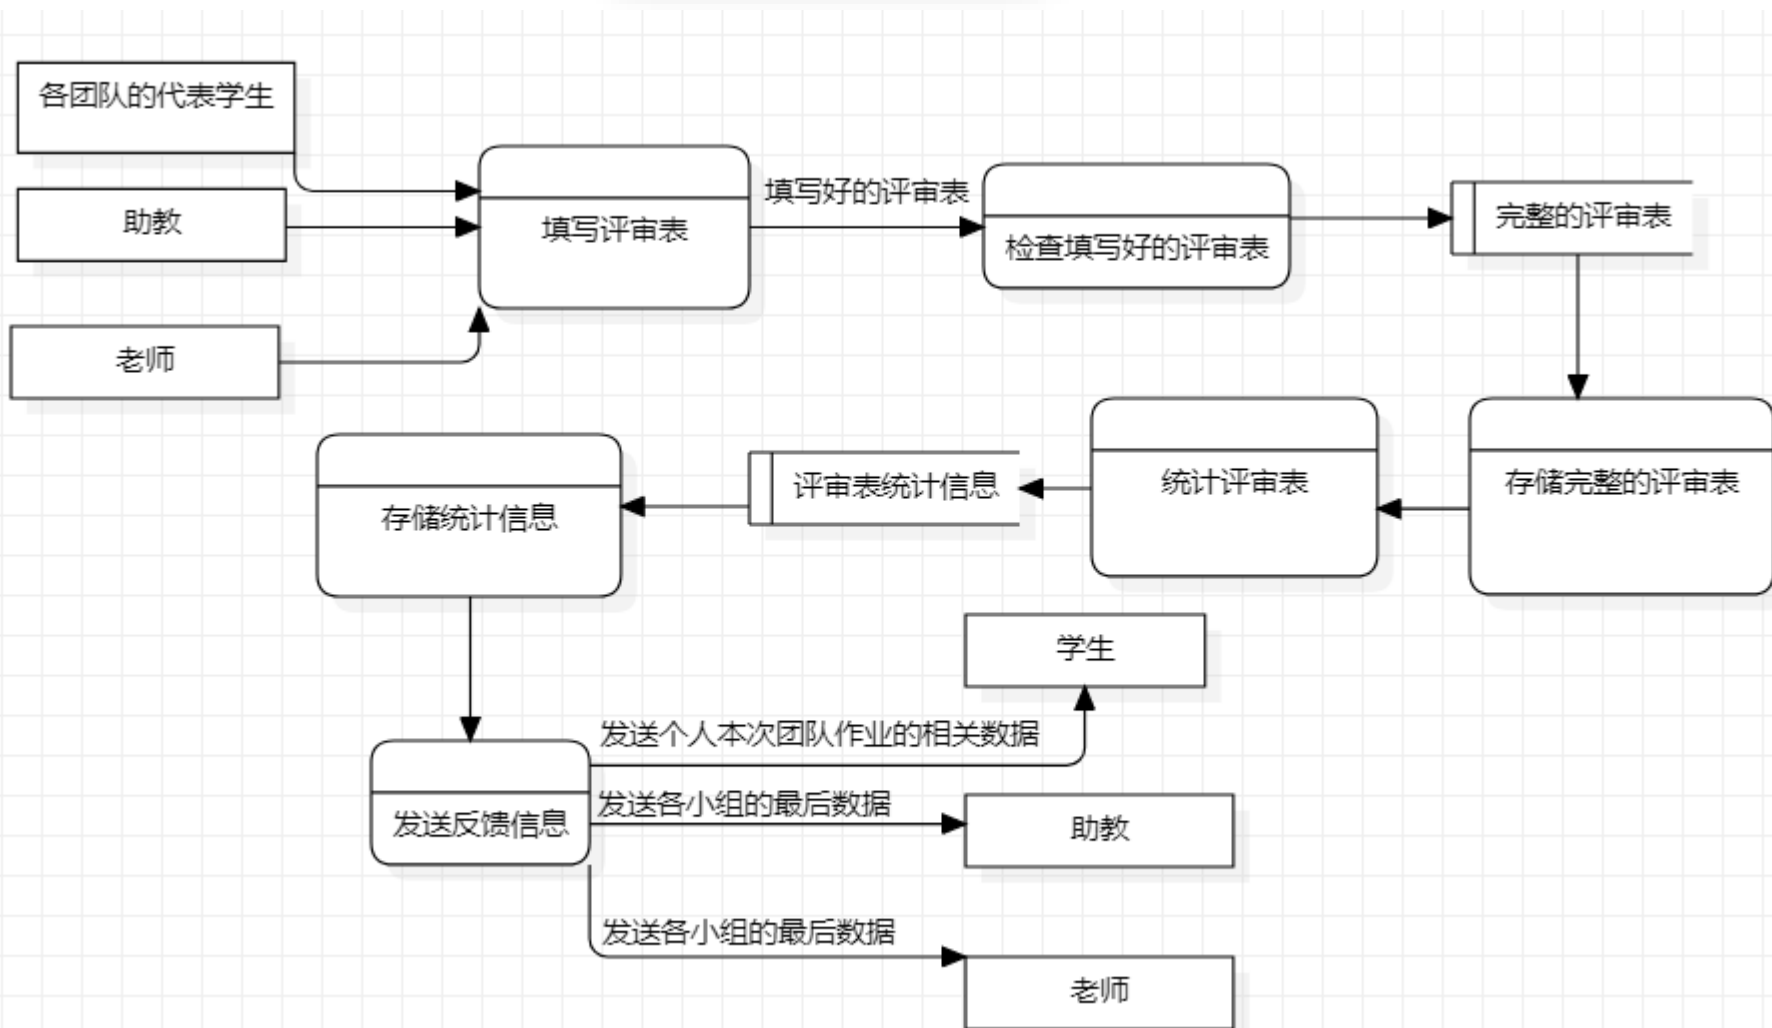 各团队的代表学生
助教
老师
填写评审表
填写好的评审表
检查填写好的评审表
完整的评审表
存储统计信息
评审表统计信息
统计评审表
存储完整的评审表
学生
发送个人本次团队作业的相关数据
发送反馈信息
发送各小组的最后数据
助教
发送各小组的最后数据
老师